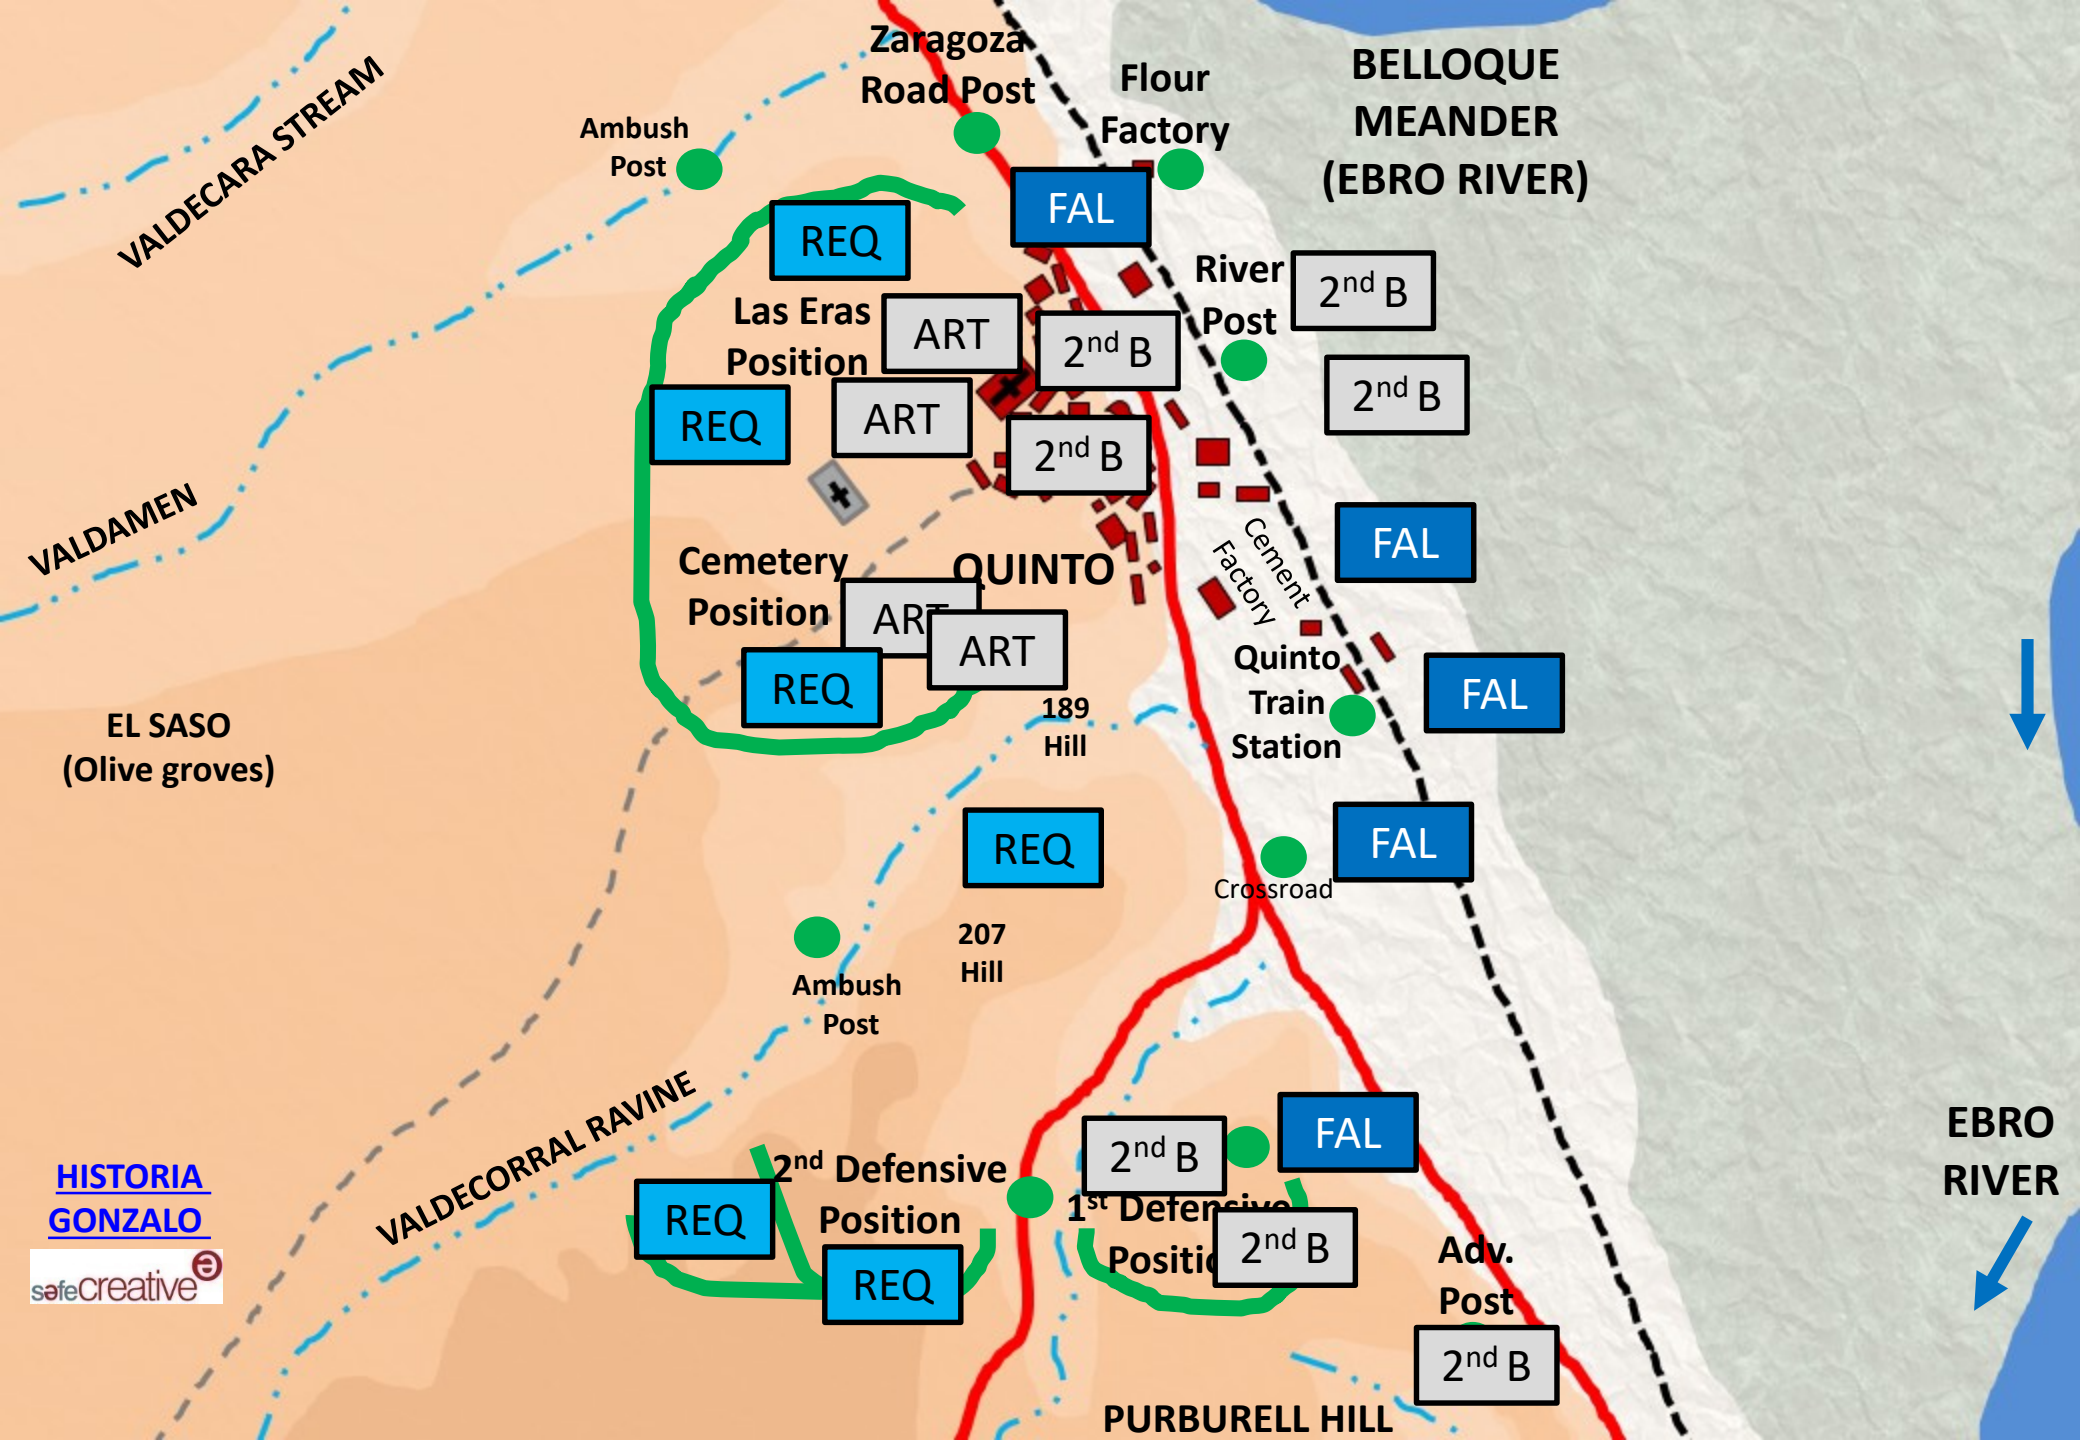 Zaragoza
Road Post
Flour
Factory
BELLOQUE
MEANDER
(EBRO RIVER)
VALDECARA STREAM
Ambush
Post
FAL
REQ
River
Post
2nd B
Las Eras
Position
ART
2nd B
2nd B
REQ
ART
2nd B
VALDAMEN
Cement
Factory
FAL
Cemetery
Position
QUINTO
ART
ART
REQ
Quinto
Train
Station
FAL
189
Hill
EL SASO
(Olive groves)
REQ
FAL
Crossroad
207
Hill
Ambush
Post
VALDECORRAL RAVINE
2nd Defensive
Position
REQ
REQ
2nd B
FAL
1st Defensive
Position
2nd B
Adv.
Post
2nd B
EBRO
RIVER
HISTORIA
GONZALO
safeCreative
PURBURELL HILL